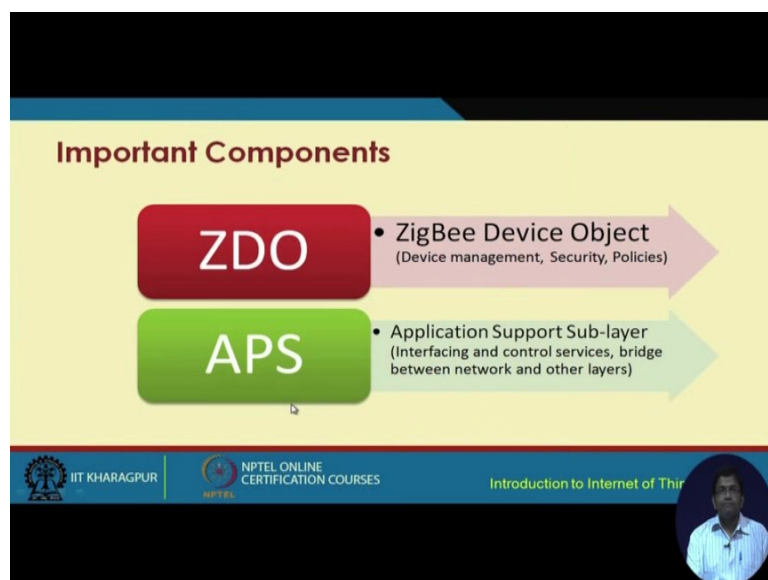 Important Components
ZDO
• ZigBee Device Object
(Device management, Security, Policies)
APS
• Application Support Sub-layer
(Interfacing and control services, bridge
between network and other layers)
IIT KHARAGPUR
NPTEL
NPTEL ONLINE
CERTIFICATION COURSES
Introduction to Internet of Thin